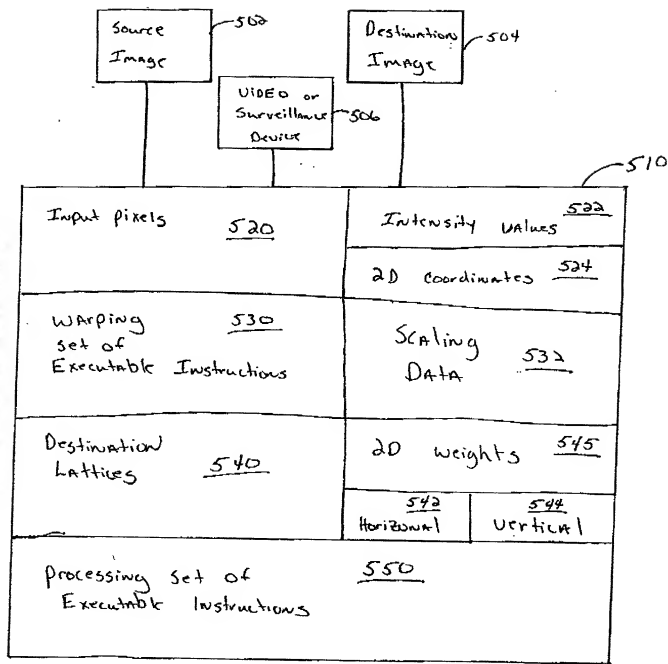 Source
Image
502
Destination
Image
504
VIDEO or
Surveillance
Device
506
510
Input pixels 520
Intensity values 522
2D coordinates 524
Warping 530
set of
Executable Instructions
Scaling
Data 532
Destination
Lattices 540
2D weights 545
542
Horizonal
544
Vertical
processing set of 550
Executable Instructions